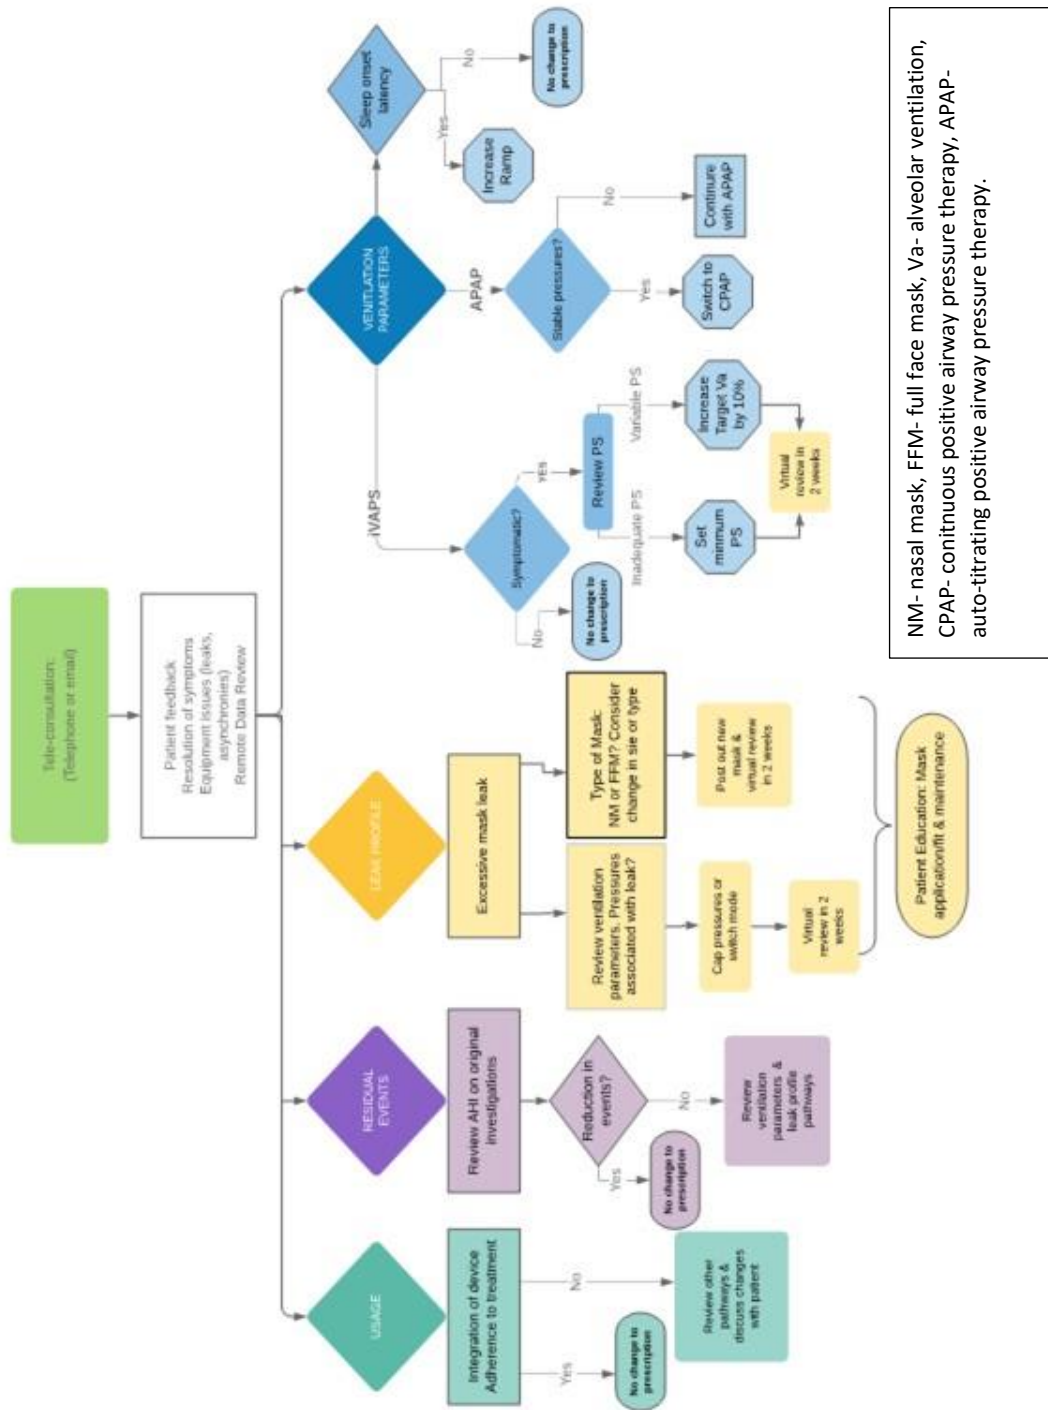 Tele-consultation:
(Telephone or email)
Patient feedback
Resolution of symptoms
Equipment issues (leaks,
asynchronies)
Remote Data Review
USAGE
Integration of device
Adherence to treatment
Yes
No
No change to
prescription
Review other
pathways &
discuss changes
with patient
RESIDUAL
EVENTS
Review AHI on original
investigations
Reduction in
events?
Yes
No
No change to
prescription
Review
ventilation
parameters &
leak profile
pathways
LEAK PROFILE
Excessive mask leak
Review ventilation
parameters. Pressures
associated with leak?
Cap pressures or
switch mode
Virtual
review in 2
weeks
Type of Mask:
NM or FFM? Consider
change in sie or type
Post out new
mask &
virtual review
in 2 weeks
Patient Education: Mask
application/fit & maintenance
VENITLATION
PARAMETERS
iVAPS
Symptomatic?
No
yes
No change to
prescription
Review PS
Inadequate PS
Variable PS
Set
minimum
PS
Increase
Target Va
by 10%
Virtual
review in
2 weeks
APAP
Stable pressures?
Yes
No
Switch to
CPAP
Continure
with APAP
Sleep onset
latency
Yes
No
Increase
Ramp
No change to
prescription
NM- nasal mask, FFM- full face mask, Va- alveolar ventilation,
CPAP- conitnuous positive airway pressure therapy, APAP-
auto-titrating positive airway pressure therapy.